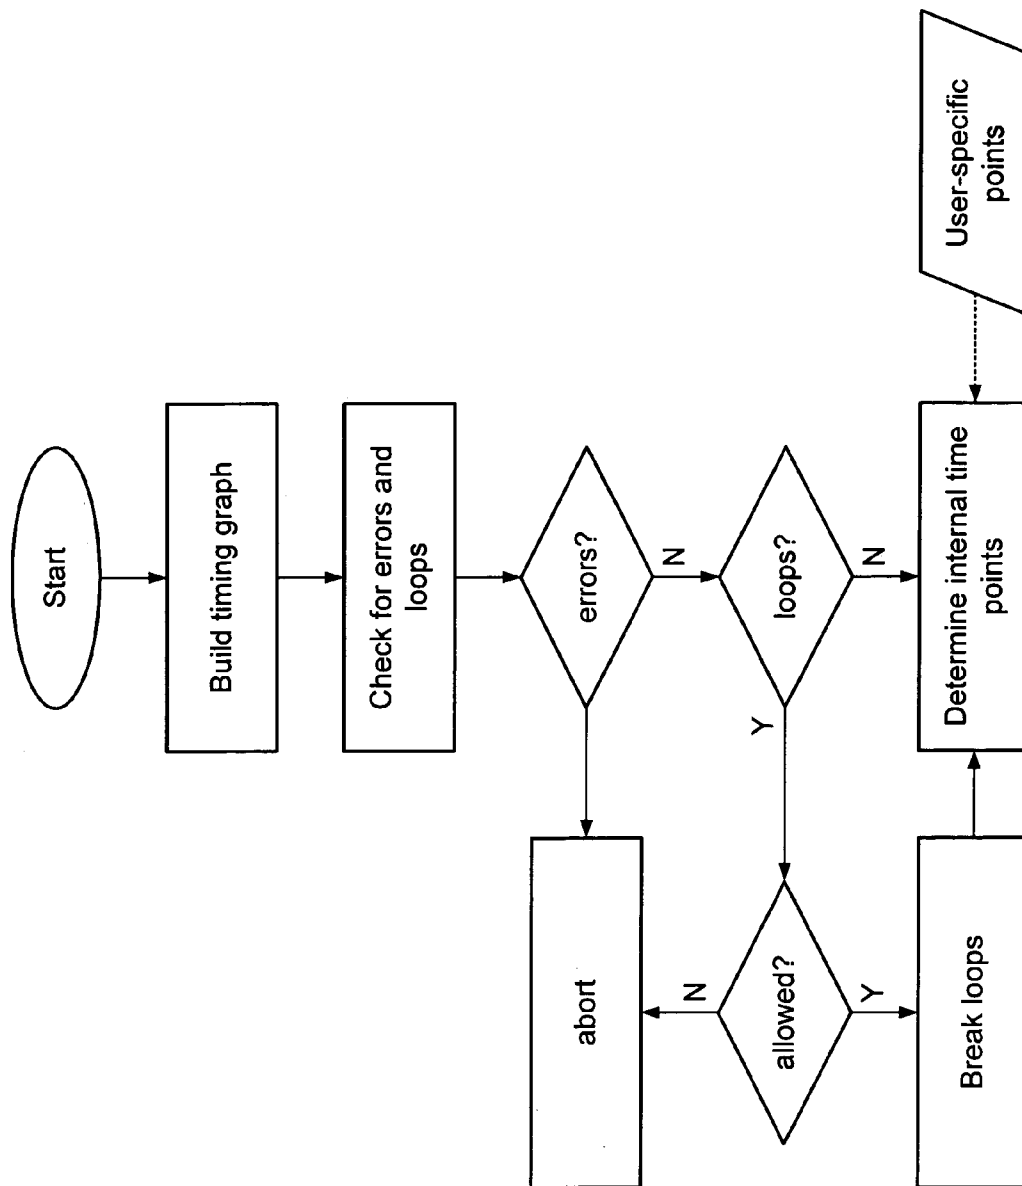 Start
Build timing graph
Check for errors and
loops
errors?
N
abort
loops?
Y
N
allowed?
N
Y
Break loops
Determine internal time
points
User-specific
points